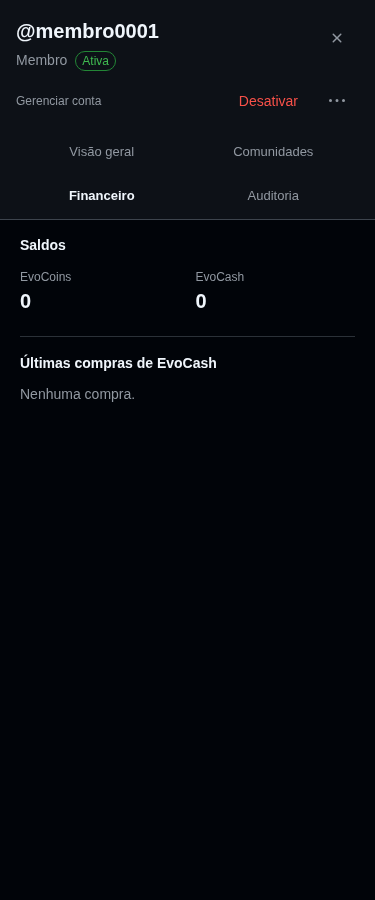 @membro0001
Membro Ativa
Gerenciar conta Desativar
Visão geral Comunidades
Financeiro Auditoria
Saldos
EvoCoins EvoCash
0 0
Últimas compras de EvoCash
Nenhuma compra.